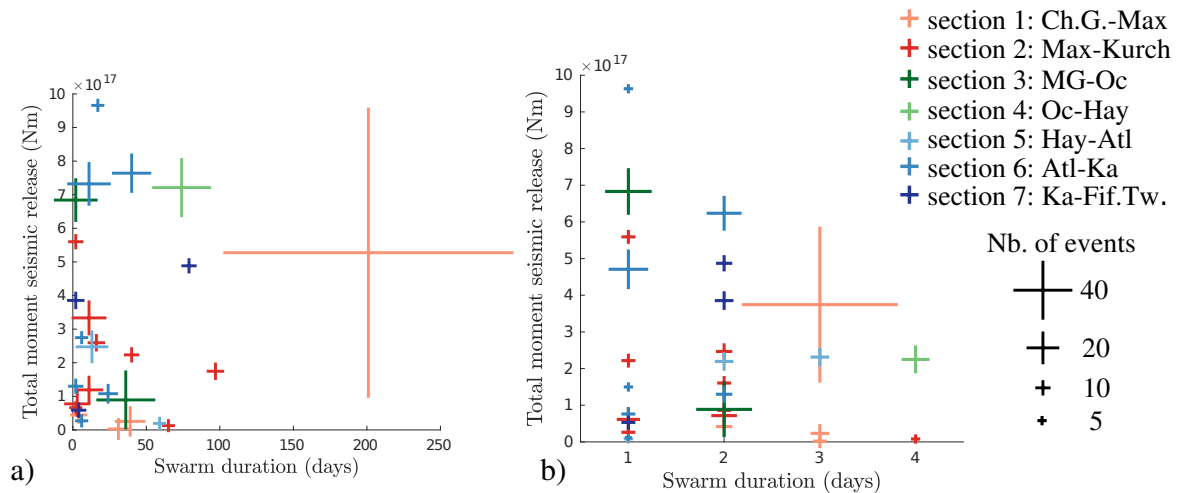 ×10^17
10
9
8
7
6
5
4
3
2
1
0
Total moment seismic release (Nm)
0 50 100 150 200 250
Swarm duration (days)
a)
×10^17
10
9
8
7
6
5
4
3
2
1
0
Total moment seismic release (Nm)
1 2 3 4
Swarm duration (days)
b)
section 1: Ch.G.-Max
section 2: Max-Kurch
section 3: MG-Oc
section 4: Oc-Hay
section 5: Hay-Atl
section 6: Atl-Ka
section 7: Ka-Fif.Tw.
Nb. of events
40
20
10
5